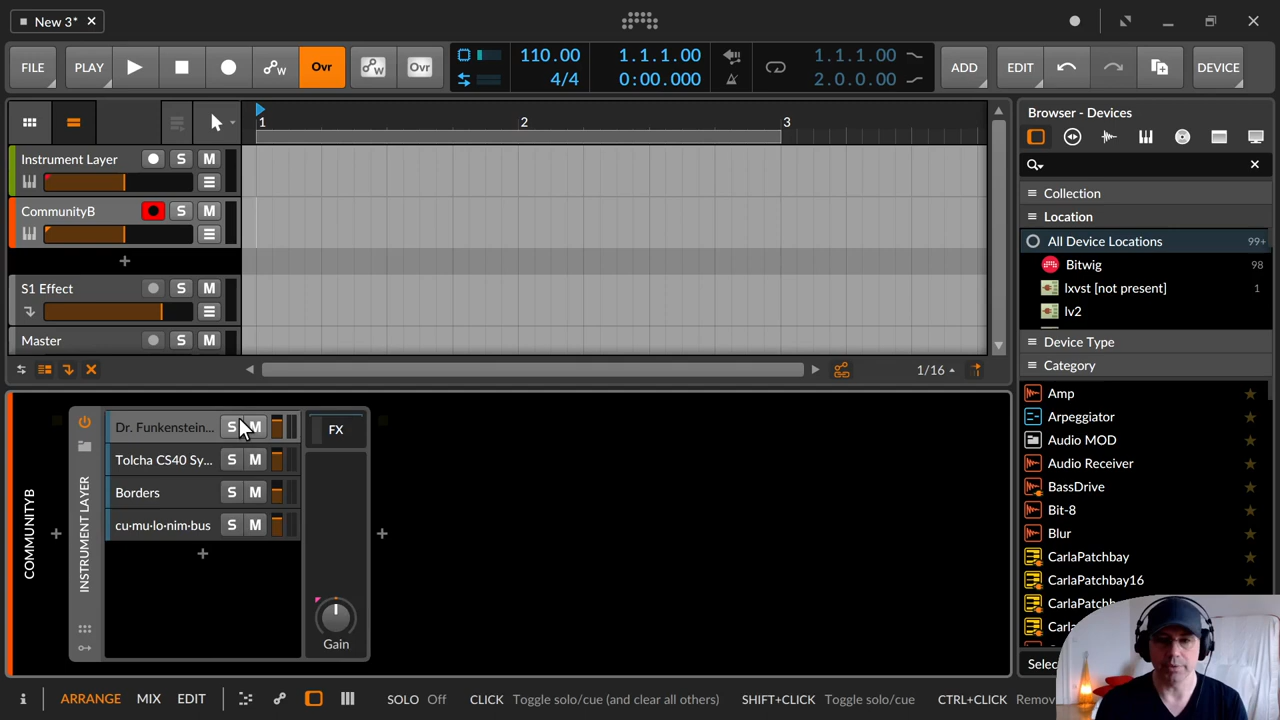 New 3*
FILE PLAY Ovr Ovr 110.00 1.1.1.00 1.1.1.00 ADD EDIT DEVICE
4/4 0:00.000 2.0.0.00
Browser - Devices
1 2 3
Instrument Layer S M
CommunityB S M
S1 Effect S M
Master S M
1/16
Collection
Location
All Device Locations 99+
Bitwig 98
lxvst [not present] 1
lv2
Device Type
Category
Amp
Arpeggiator
Audio MOD
Audio Receiver
BassDrive
Bit-8
Blur
CarlaPatchbay
CarlaPatchbay16
COMMUNITYB
INSTRUMENT LAYER
Dr. Funkenstein... S M
Tolcha CS40 Sy... S M
Borders S M
cu·mu·lo·nim·bus S M
FX
Gain
ARRANGE MIX EDIT SOLO Off CLICK Toggle solo/cue (and clear all others) SHIFT+CLICK Toggle solo/cue CTRL+CLICK